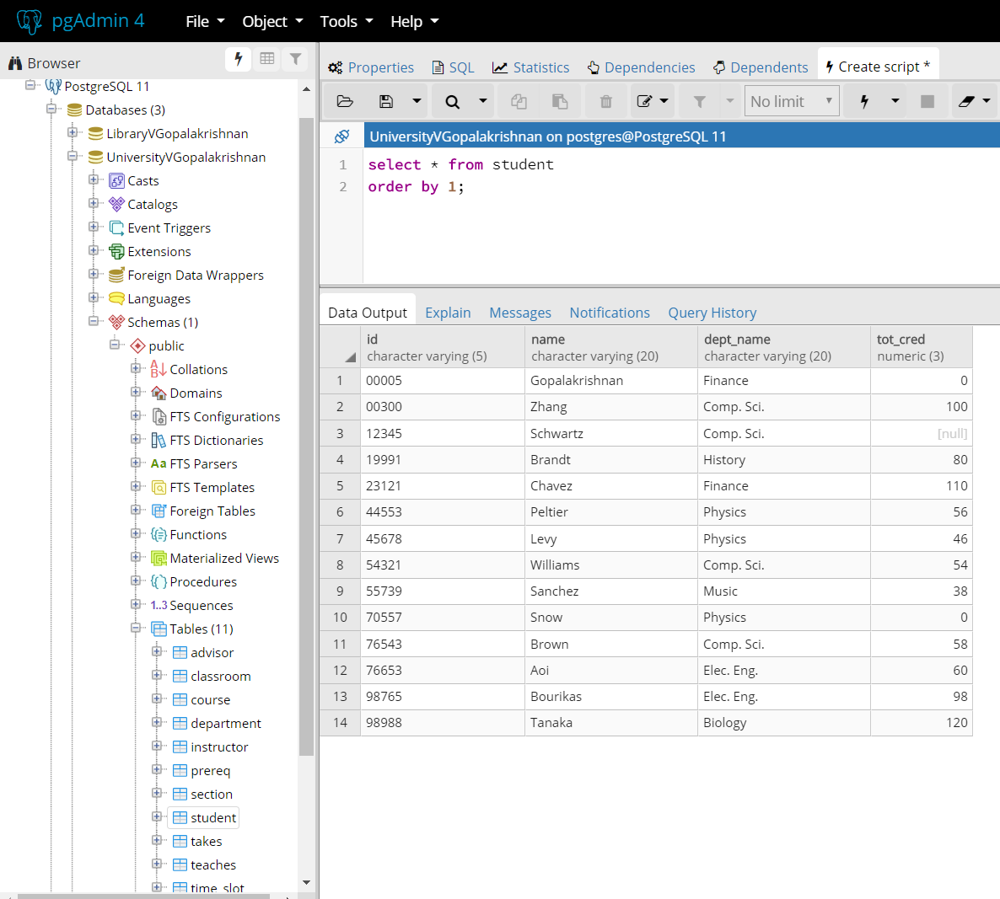 pgAdmin 4
File Object Tools Help
Browser
PostgreSQL 11
Databases (3)
LibraryVGopalakrishnan
UniversityVGopalakrishnan
Casts
Catalogs
Event Triggers
Extensions
Foreign Data Wrappers
Languages
Schemas (1)
public
Collations
Domains
FTS Configurations
FTS Dictionaries
Aa FTS Parsers
FTS Templates
Foreign Tables
Functions
Materialized Views
Procedures
1..3 Sequences
Tables (11)
advisor
classroom
course
department
instructor
prereq
section
student
takes
teaches
time_slot
Properties SQL Statistics Dependencies Dependents Create script *
No limit
UniversityVGopalakrishnan on postgres@PostgreSQL 11
1 select * from student
2 order by 1;
Data Output Explain Messages Notifications Query History
id name dept_name tot_cred
character varying (5) character varying (20) character varying (20) numeric (3)
1 00005 Gopalakrishnan Finance 0
2 00300 Zhang Comp. Sci. 100
3 12345 Schwartz Comp. Sci. [null]
4 19991 Brandt History 80
5 23121 Chavez Finance 110
6 44553 Peltier Physics 56
7 45678 Levy Physics 46
8 54321 Williams Comp. Sci. 54
9 55739 Sanchez Music 38
10 70557 Snow Physics 0
11 76543 Brown Comp. Sci. 58
12 76653 Aoi Elec. Eng. 60
13 98765 Bourikas Elec. Eng. 98
14 98988 Tanaka Biology 120